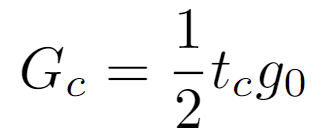 $G_c = \frac{1}{2} t_c g_0$